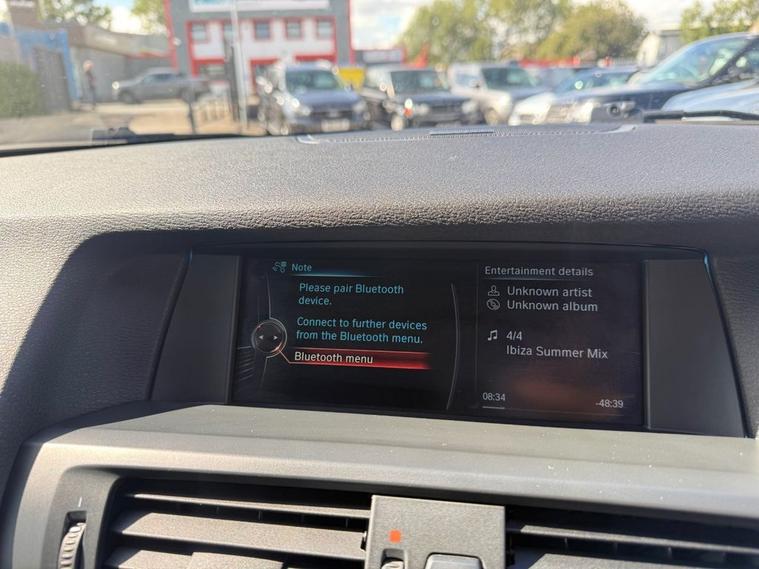 Note
Please pair Bluetooth
device.
Connect to further devices
from the Bluetooth menu.
Bluetooth menu
Entertainment details
Unknown artist
Unknown album
4/4
Ibiza Summer Mix
08:34
-48:39